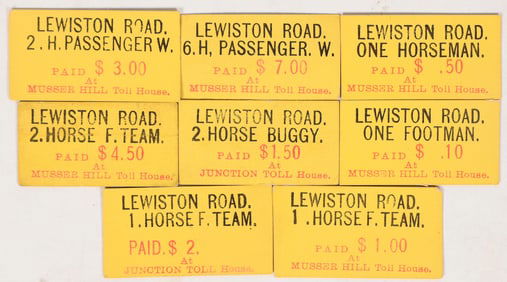 LEWISTON ROAD.
2. H. PASSENGER W.
PAID $ 3.00
At
MUSSER HILL Toll House.
LEWISTON ROAD.
6. H, PASSENGER. W.
PAID $ 7.00
At
MUSSER HILL Toll House.
LEWISTON ROAD.
ONE HORSEMAN.
PAID $ .50
At
MUSSER HILL Toll House.
LEWISTON ROAD.
2. HORSE F. TEAM.
PAID $4.50
At
MUSSER HILL Toll House.
LEWISTON ROAD.
2. HORSE BUGGY.
PAID $1.50
At
JUNCTION TOLL House.
LEWISTON ROAD.
ONE FOOTMAN.
PAID $ .10
At
MUSSER HILL Toll House.
LEWISTON ROAD.
1. HORSE F. TEAM.
PAID. $ 2.
At
JUNCTION TOLL House.
LEWISTON ROAD.
1. HORSE F. TEAM.
PAID $ 1.00
At
MUSSER HILL Toll House.